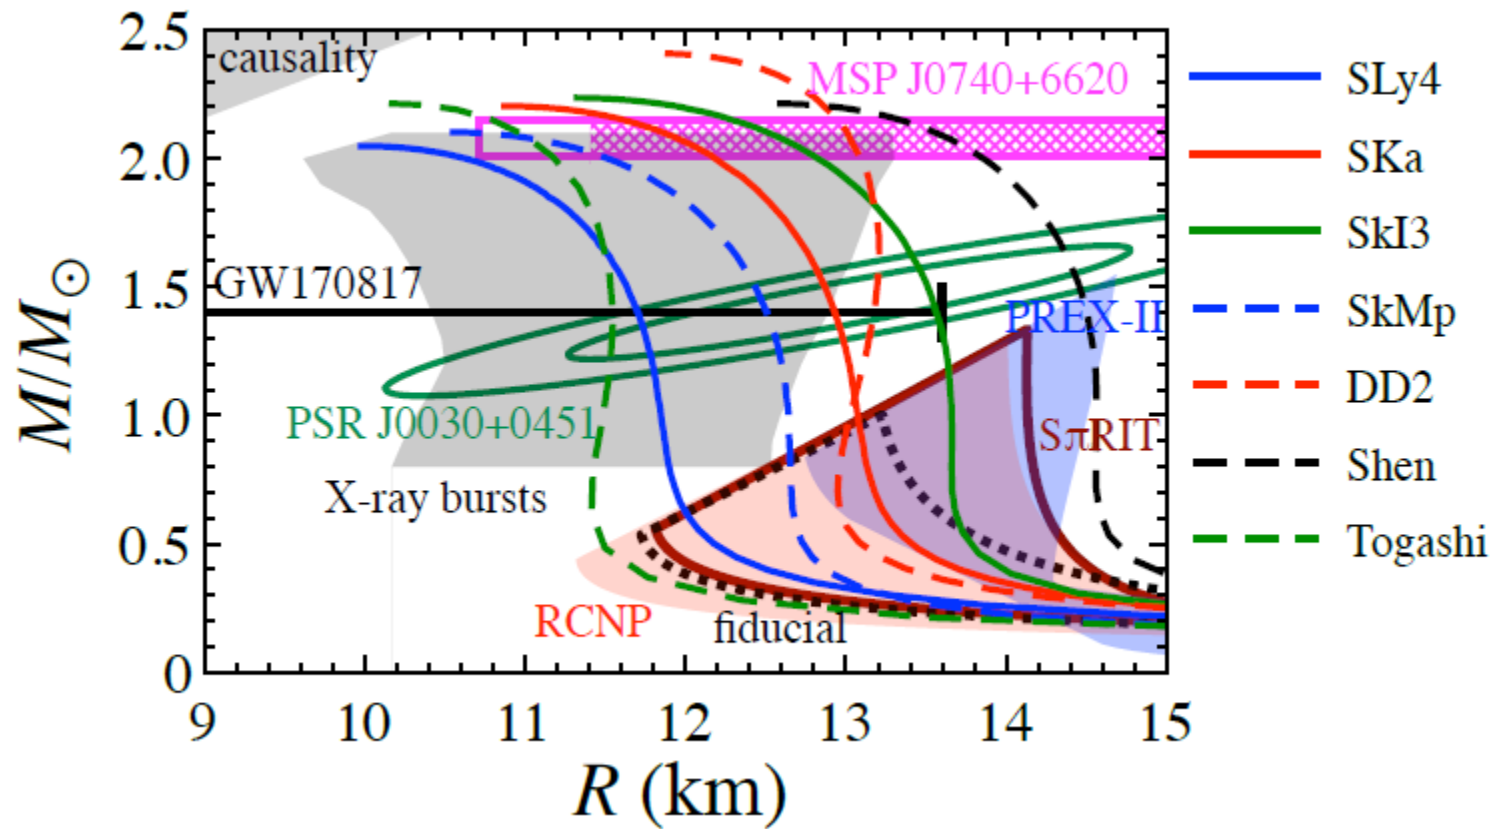 2.5
2.0
1.5
1.0
0.5
0
M/M⊙
causality
MSP J0740+6620
GW170817
PREX-II
PSR J0030+0451
SπRIT
X-ray bursts
RCNP
fiducial
9 10 11 12 13 14 15
R (km)
SLy4
SKa
SkI3
SkMp
DD2
Shen
Togashi